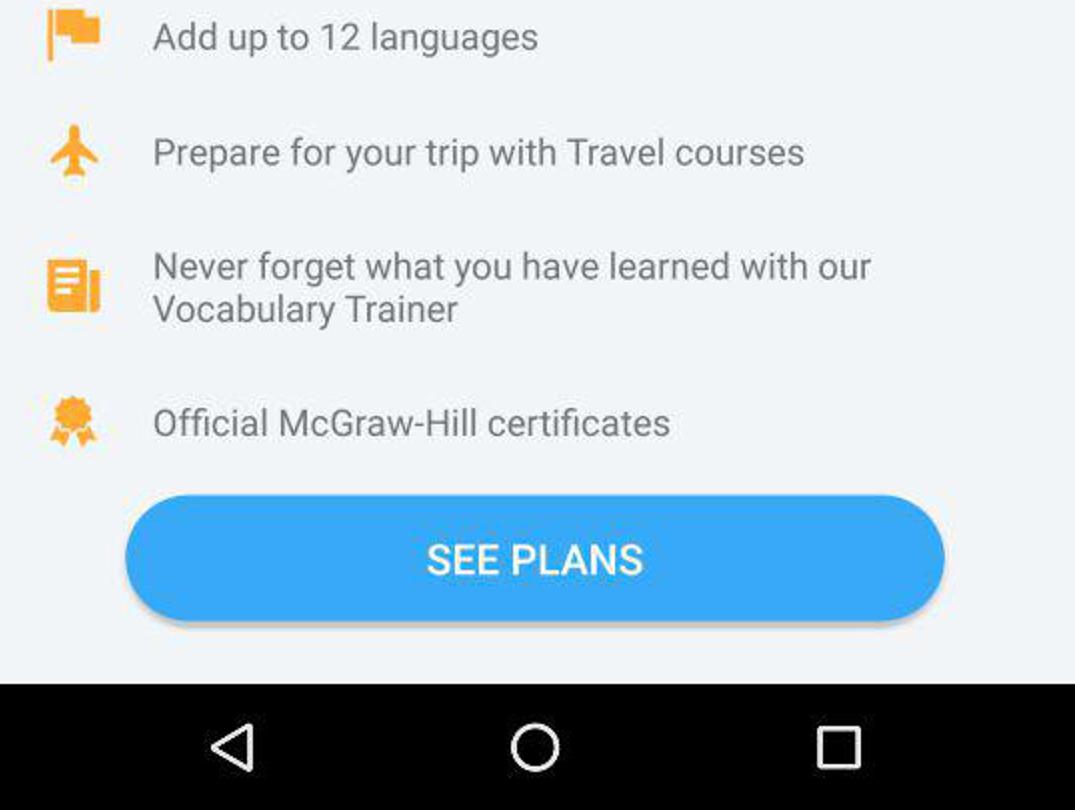 Add up to 12 languages
Prepare for your trip with Travel courses
Never forget what you have learned with our
Vocabulary Trainer
Official McGraw-Hill certificates
SEE PLANS